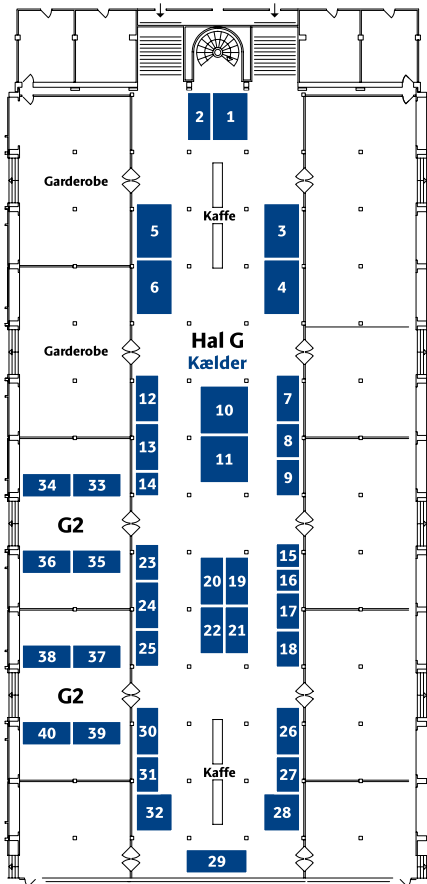 2 1
Garderobe
Kaffe
5 3
6 4
Hal G
Kælder
Garderobe
12 10 7
13 11 8
14 9
34 33
G2
36 35
23 20 19 15
16
24 22 21 17
25 18
38 37
G2
40 39
30 26
31 Kaffe 27
32 28
29